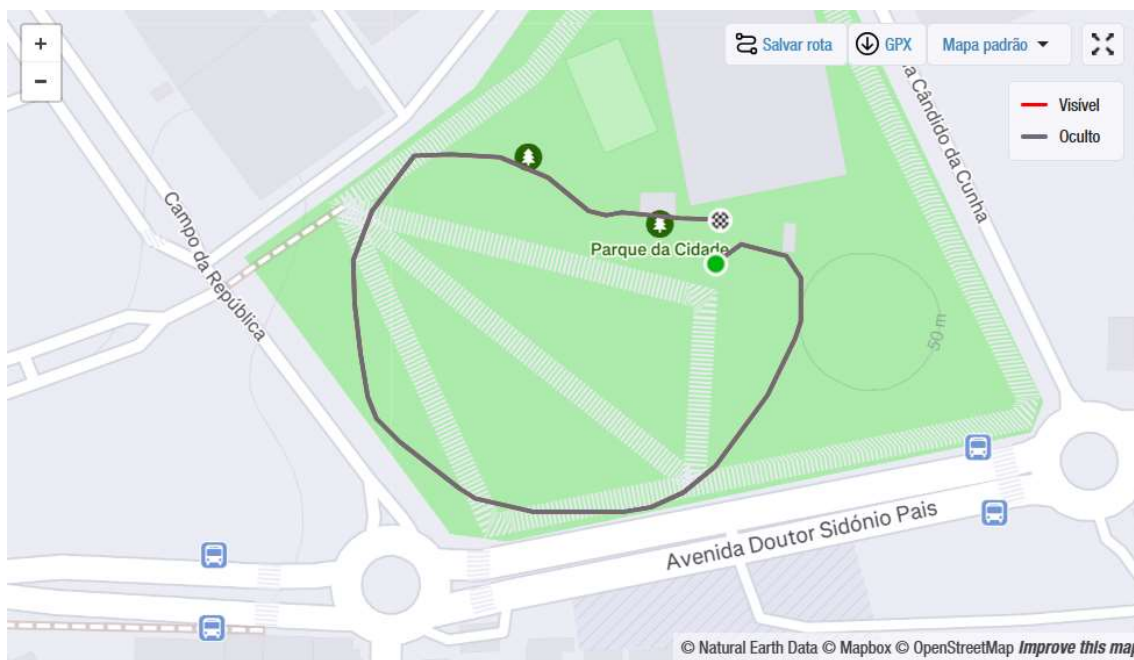 +
−
Salvar rota
GPX
Mapa padrão
Visível
Oculto
a Cândido da Cunha
Campo da República
Parque da Cidade
50 m
Avenida Doutor Sidónio Pais
© Natural Earth Data © Mapbox © OpenStreetMap Improve this map